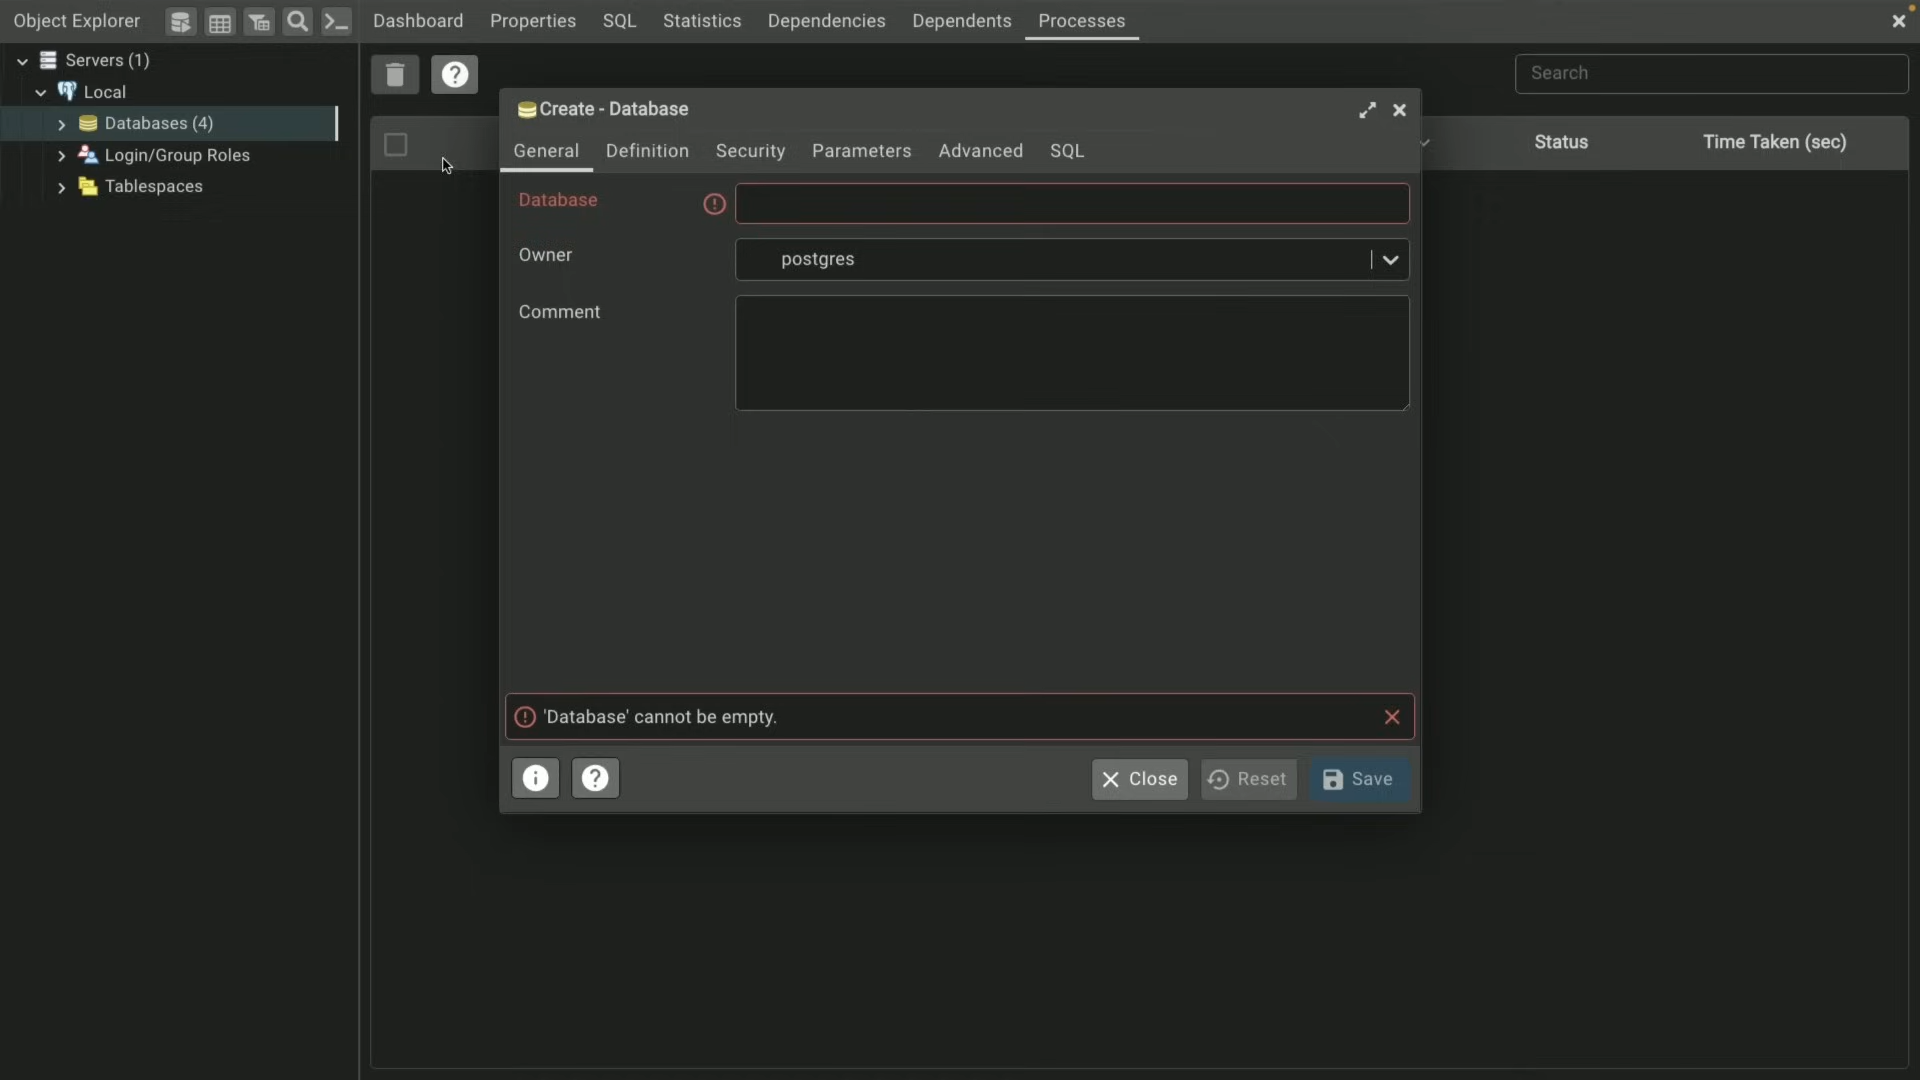 Object Explorer
Dashboard Properties SQL Statistics Dependencies Dependents Processes
Servers (1)
Local
Databases (4)
Login/Group Roles
Tablespaces
Search
Status Time Taken (sec)
Create - Database
General Definition Security Parameters Advanced SQL
Database
Owner postgres
Comment
'Database' cannot be empty.
Close Reset Save